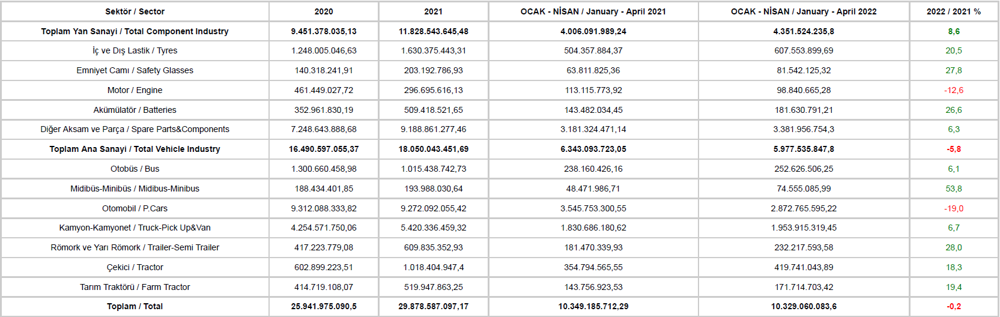 Sektör / Sector 2020 2021 OCAK - NİSAN / January - April 2021 OCAK - NİSAN / January - April 2022 2022 / 2021 %
Toplam Yan Sanayi / Total Component Industry 9.451.378.035,13 11.828.543.645,48 4.006.091.989,24 4.351.524.235,8 8,6
İç ve Dış Lastik / Tyres 1.248.005.046,63 1.630.375.443,31 504.357.884,37 607.553.899,69 20,5
Emniyet Camı / Safety Glasses 140.318.241,91 203.192.786,93 63.811.825,36 81.542.125,32 27,8
Motor / Engine 461.449.027,72 296.695.616,13 113.115.773,92 98.840.665,28 -12,6
Akümülatör / Batteries 352.961.830,19 509.418.521,65 143.482.034,45 181.630.791,21 26,6
Diğer Aksam ve Parça / Spare Parts&Components 7.248.643.888,68 9.188.861.277,46 3.181.324.471,14 3.381.956.754,3 6,3
Toplam Ana Sanayi / Total Vehicle Industry 16.490.597.055,37 18.050.043.451,69 6.343.093.723,05 5.977.535.847,8 -5,8
Otobüs / Bus 1.300.660.458,98 1.015.438.742,73 238.160.426,16 252.626.506,25 6,1
Midibüs-Minibüs / Midibus-Minibus 188.434.401,85 193.988.030,64 48.471.986,71 74.555.085,99 53,8
Otomobil / P.Cars 9.312.088.333,82 9.272.092.055,42 3.545.753.300,55 2.872.765.595,22 -19,0
Kamyon-Kamyonet / Truck-Pick Up&Van 4.254.571.750,06 5.420.336.459,32 1.830.686.180,62 1.953.915.319,45 6,7
Römork ve Yarı Römork / Trailer-Semi Trailer 417.223.779,08 609.835.352,93 181.470.339,93 232.217.593,58 28,0
Çekici / Tractor 602.899.223,51 1.018.404.947,4 354.794.565,55 419.741.043,89 18,3
Tarım Traktörü / Farm Tractor 414.719.108,07 519.947.863,25 143.756.923,53 171.714.703,42 19,4
Toplam / Total 25.941.975.090,5 29.878.587.097,17 10.349.185.712,29 10.329.060.083,6 -0,2